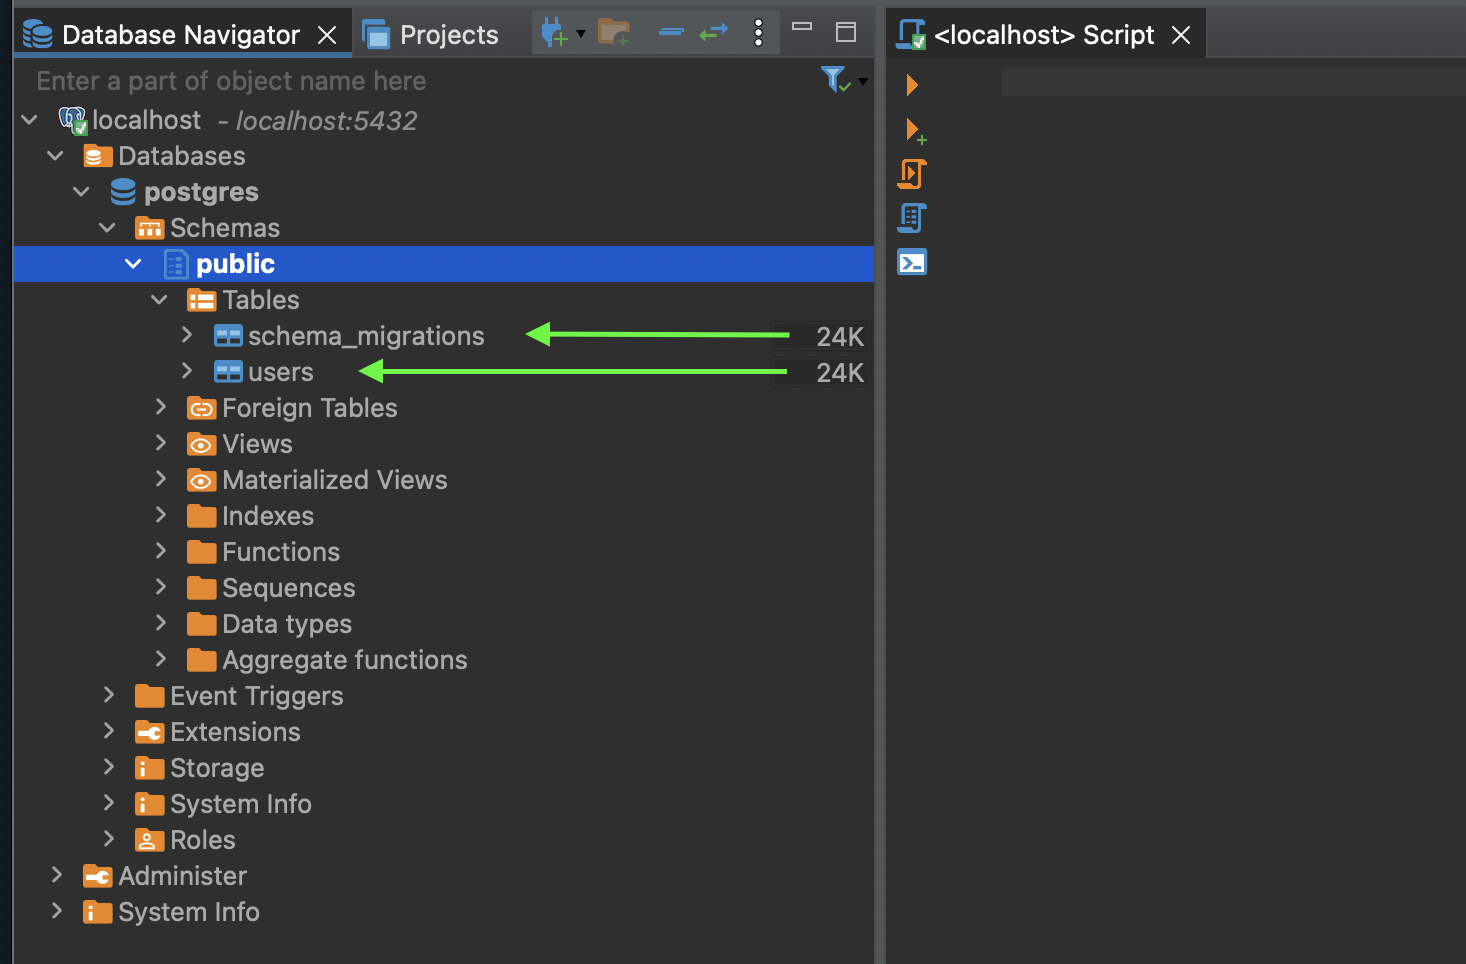 Database Navigator
Projects
<localhost> Script
Enter a part of object name here
localhost - localhost:5432
Databases
postgres
Schemas
public
Tables
schema_migrations 24K
users 24K
Foreign Tables
Views
Materialized Views
Indexes
Functions
Sequences
Data types
Aggregate functions
Event Triggers
Extensions
Storage
System Info
Roles
Administer
System Info